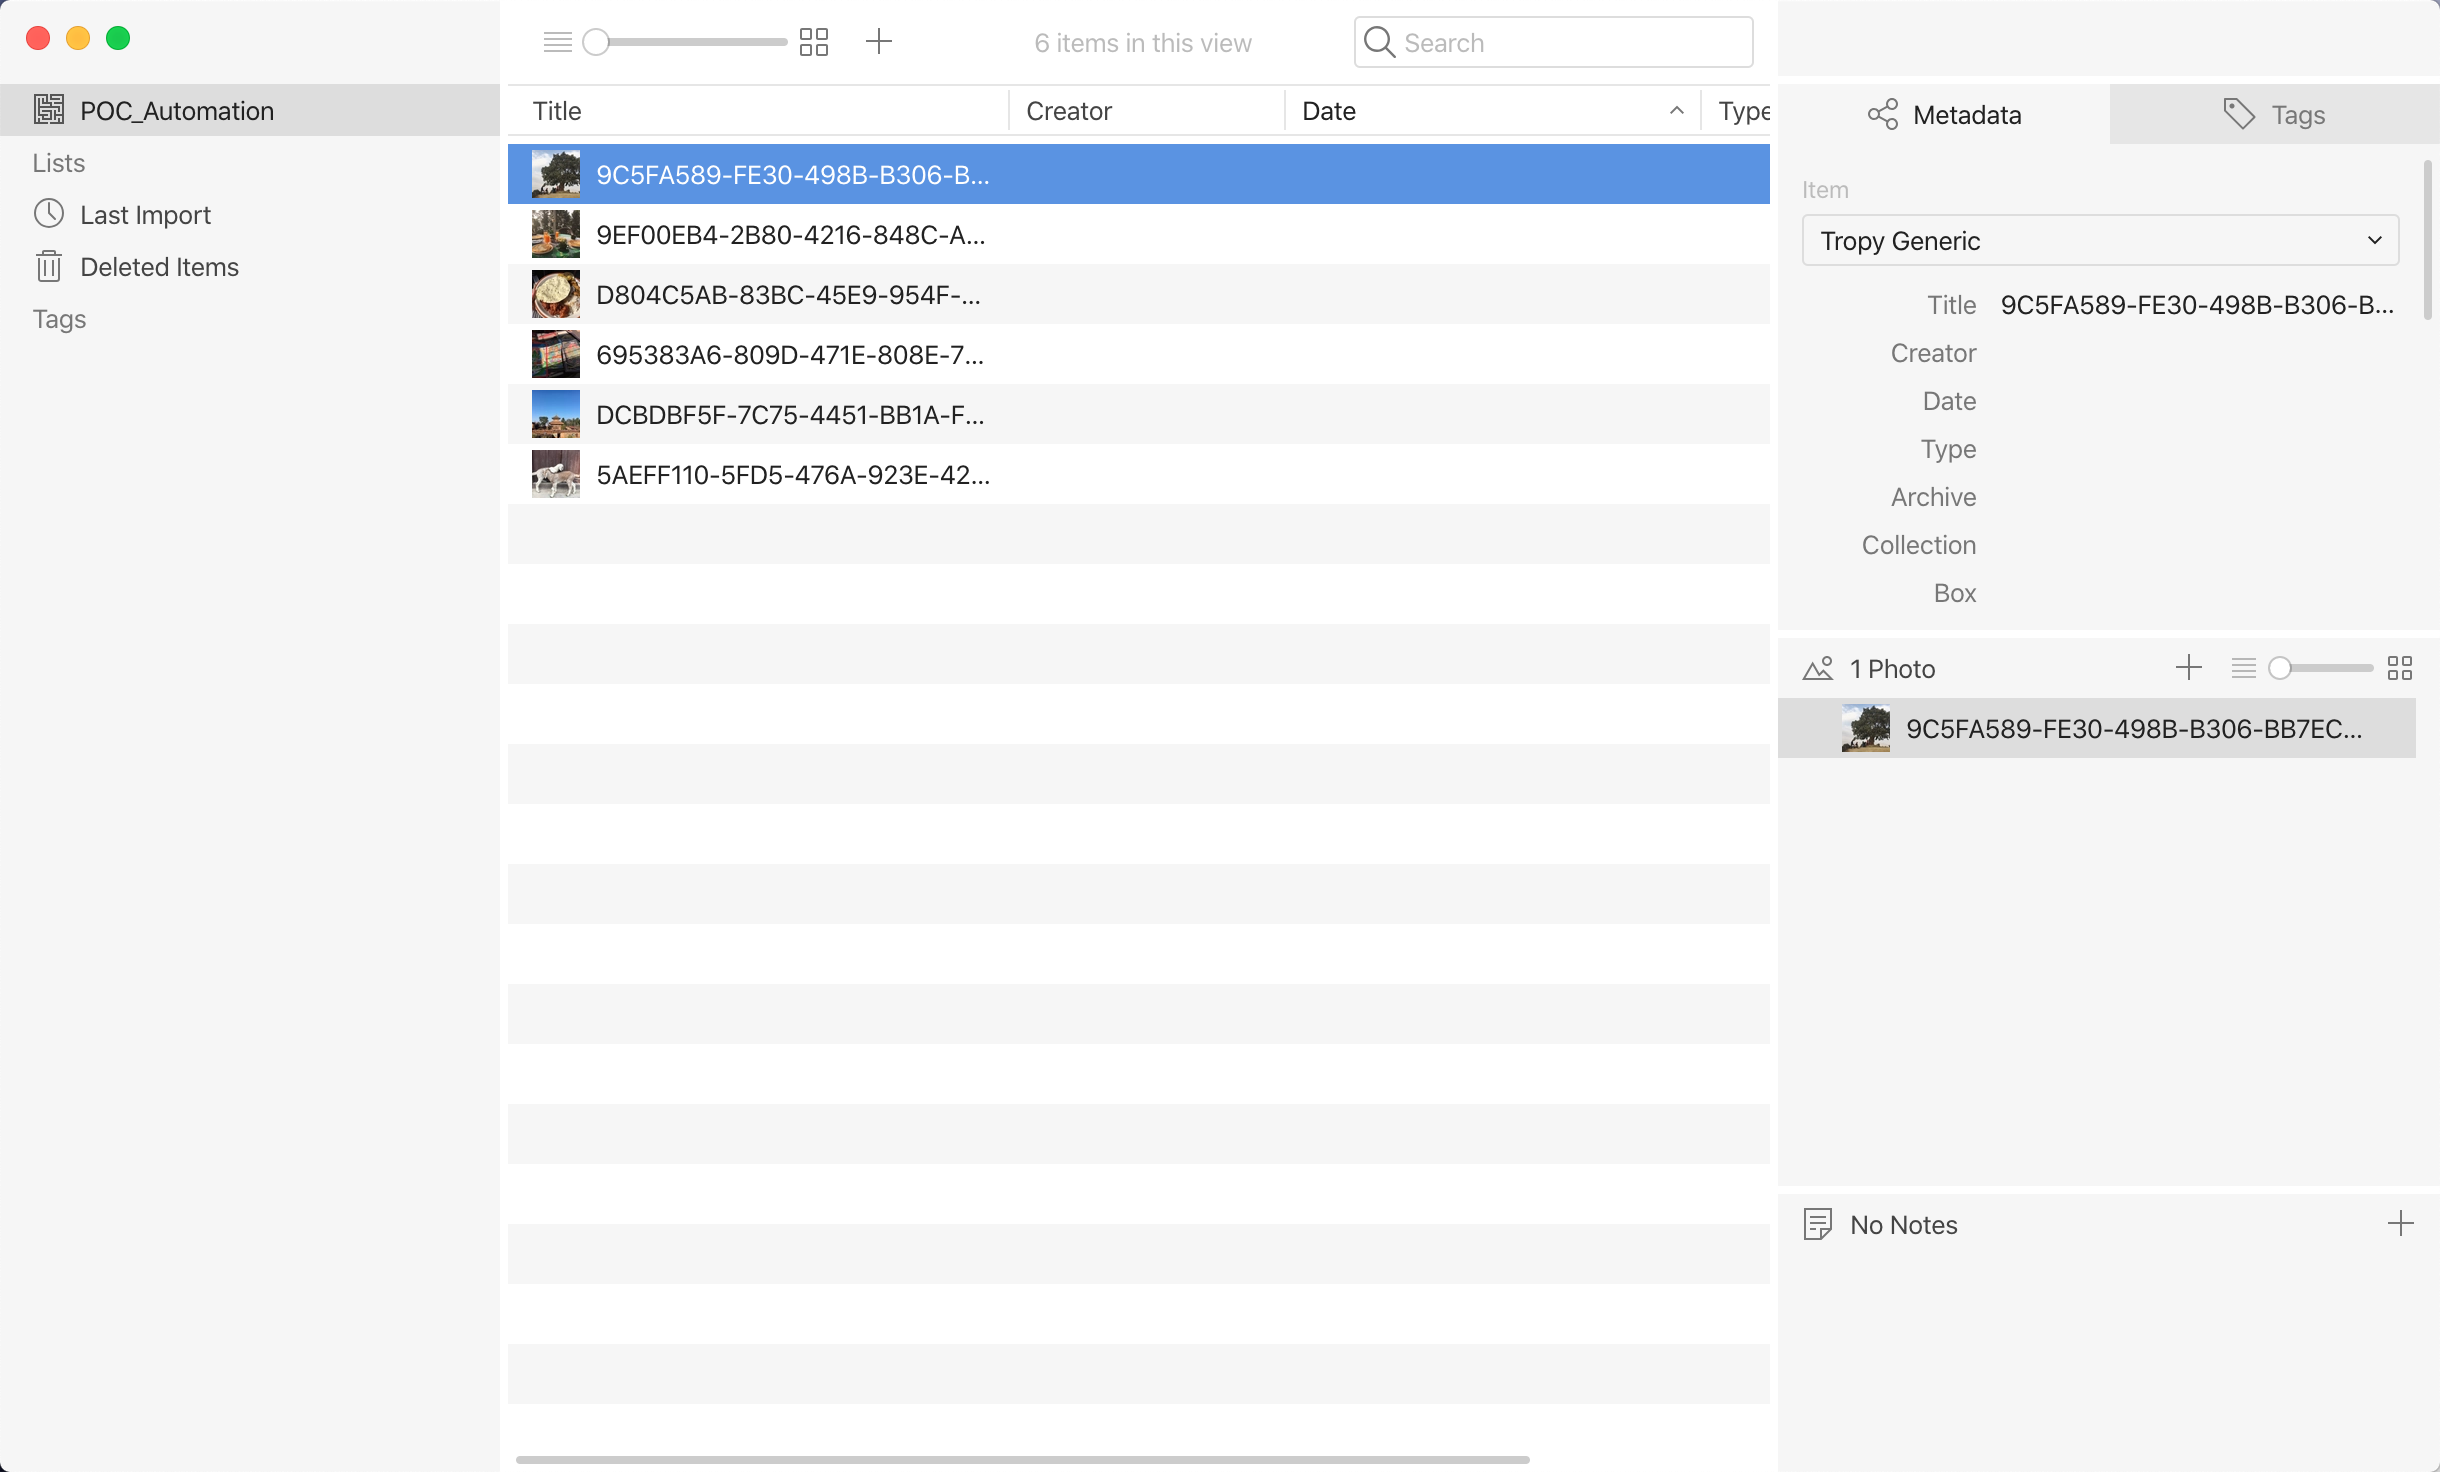 6 items in this view
Search
POC_Automation
Lists
Last Import
Deleted Items
Tags
Title Creator Date Type
9C5FA589-FE30-498B-B306-B...
9EF00EB4-2B80-4216-848C-A...
D804C5AB-83BC-45E9-954F-...
695383A6-809D-471E-808E-7...
DCBDBF5F-7C75-4451-BB1A-F...
5AEFF110-5FD5-476A-923E-42...
Metadata
Tags
Item
Tropy Generic
Title 9C5FA589-FE30-498B-B306-B...
Creator
Date
Type
Archive
Collection
Box
1 Photo
9C5FA589-FE30-498B-B306-BB7EC...
No Notes